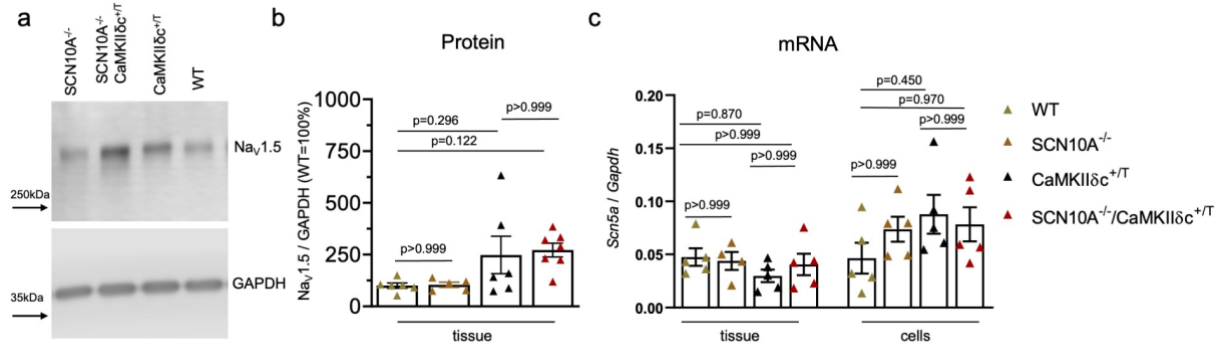 a
SCN10A-/-
SCN10A-/-
CaMKIIδc+/T
CaMKIIδc+/T
WT
NaV1.5
250kDa
GAPDH
35kDa
b
Protein
NaV1.5 / GAPDH (WT=100%)
1000
750
500
250
0
p>0.999
p=0.296
p=0.122
p>0.999
tissue
c
mRNA
Scn5a / Gapdh
0.20
0.15
0.10
0.05
0.00
p=0.870
p>0.999
p>0.999
p>0.999
tissue
p=0.450
p=0.970
p>0.999
p>0.999
cells
WT
SCN10A-/-
CaMKIIδc+/T
SCN10A-/-/CaMKIIδc+/T